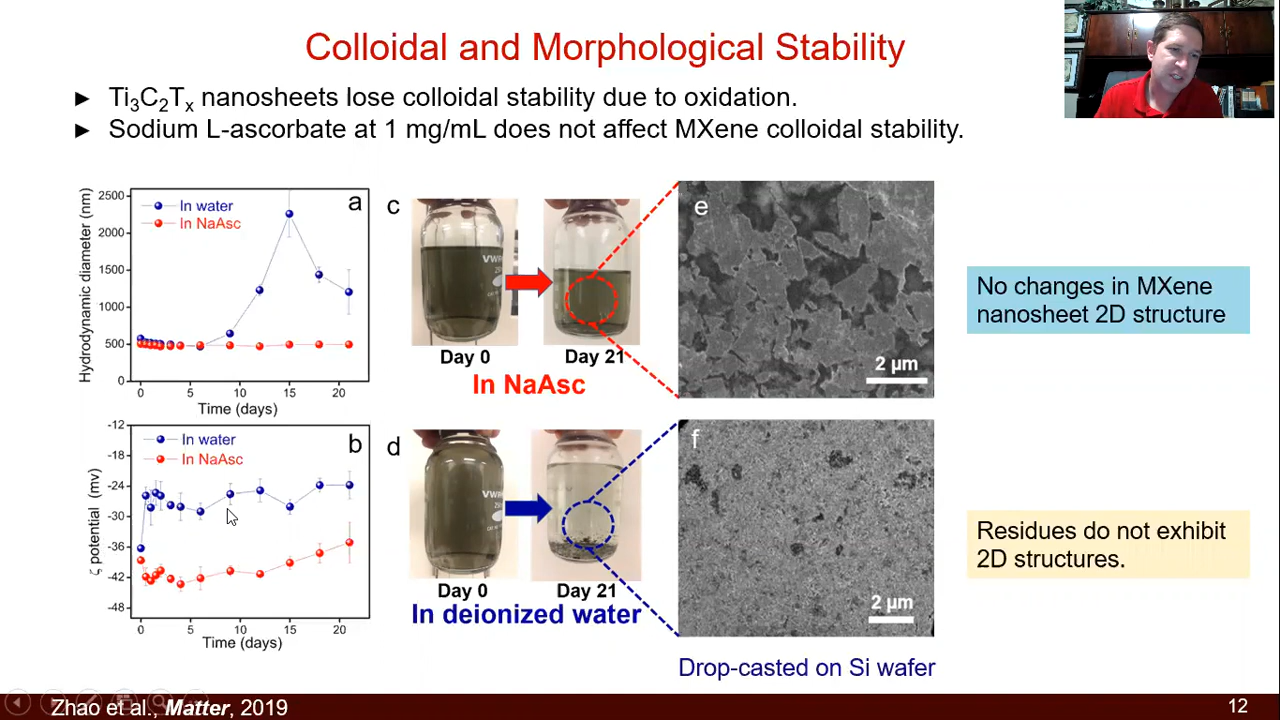 Colloidal and Morphological Stability
► Ti₃C₂Tₓ nanosheets lose colloidal stability due to oxidation.
► Sodium L-ascorbate at 1 mg/mL does not affect MXene colloidal stability.
a
In water
In NaAsc
Hydrodynamic diameter (nm)
2500
2000
1500
1000
500
0
0 5 10 15 20
Time (days)
b
In water
In NaAsc
ζ potential (mv)
-12
-18
-24
-30
-36
-42
-48
0 5 10 15 20
Time (days)
c
VWR
Day 0
Day 21
In NaAsc
d
VWR
Day 0
Day 21
In deionized water
e
2 µm
f
2 µm
Drop-casted on Si wafer
No changes in MXene
nanosheet 2D structure
Residues do not exhibit
2D structures.
Zhao et al., Matter, 2019
12